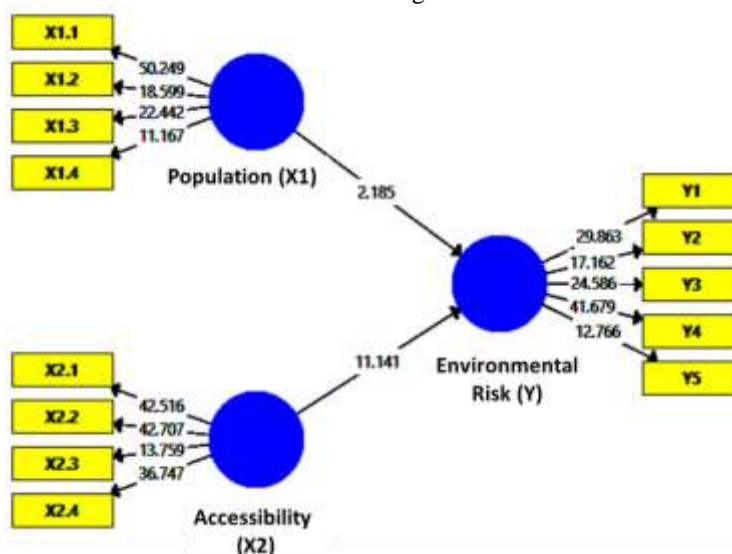 X1.1
50.249
X1.2
18.599
X1.3
22.442
11.167
X1.4
Population (X1)
2.185
Y1
29.863
Y2
17.162
24.586
Y3
41.679
Y4
12.766
Y5
11.141
Environmental
Risk (Y)
X2.1
42.516
X2.2
42.707
13.759
X2.3
36.747
X2.4
Accessibility
(X2)